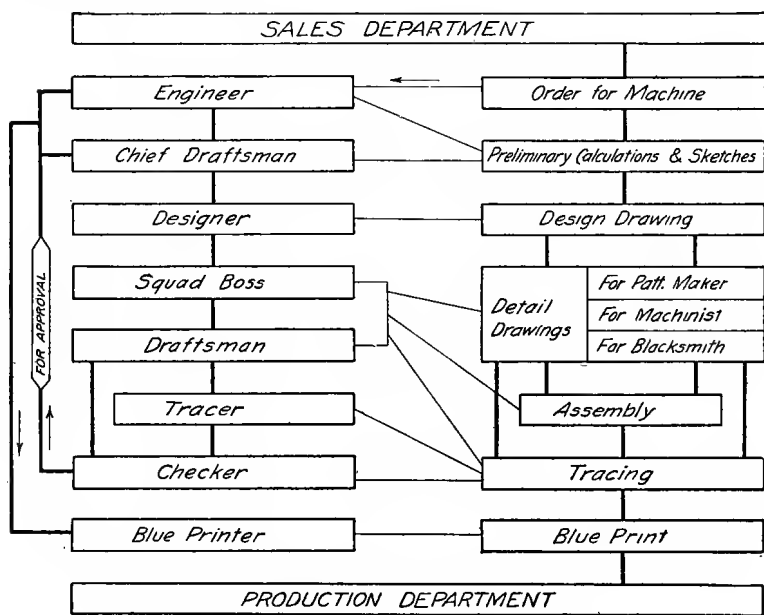 SALES DEPARTMENT
Engineer
Order for Machine
Chief Draftsman
Preliminary Calculations & Sketches
Designer
Design Drawing
FOR APPROVAL
Squad Boss
Detail
Drawings
For Patt. Maker
For Machinist
For Blacksmith
Draftsman
Tracer
Assembly
Checker
Tracing
Blue Printer
Blue Print
PRODUCTION DEPARTMENT